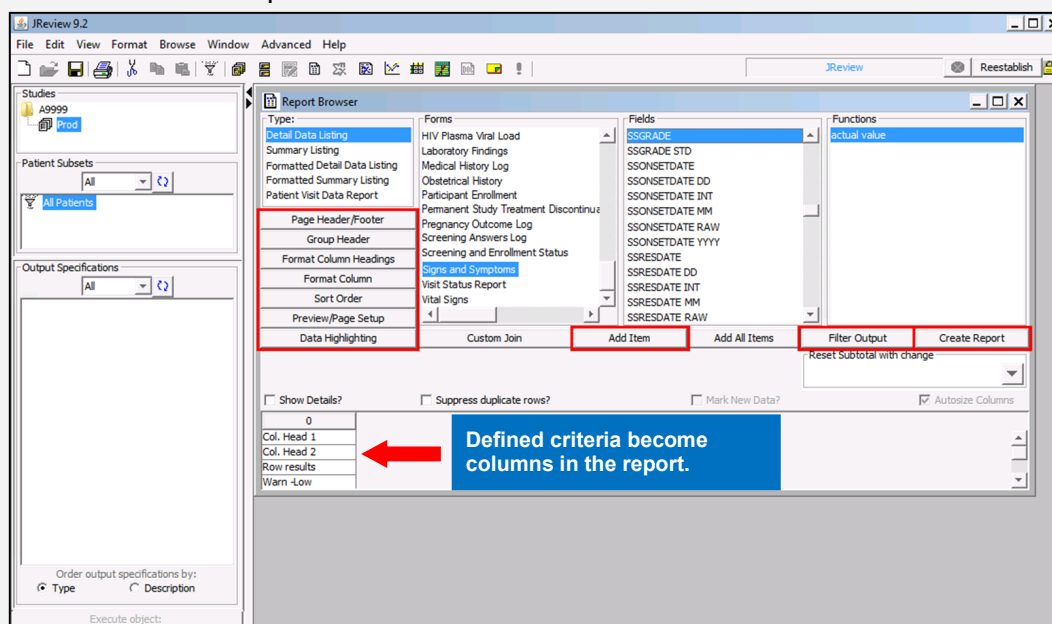 JReview 9.2
File Edit View Format Browse Window Advanced Help
JReview
Reestablish
Studies
A9999
Prod
Patient Subsets
All
All Patients
Output Specifications
All
Order output specifications by:
Type Description
Execute object:
Report Browser
Type:
Detail Data Listing
Summary Listing
Formatted Detail Data Listing
Formatted Summary Listing
Patient Visit Data Report
Page Header/Footer
Group Header
Format Column Headings
Format Column
Sort Order
Preview/Page Setup
Data Highlighting
Forms
HIV Plasma Viral Load
Laboratory Findings
Medical History Log
Obstetrical History
Participant Enrollment
Permanent Study Treatment Discontinua
Pregnancy Outcome Log
Screening Answers Log
Screening and Enrollment Status
Signs and Symptoms
Visit Status Report
Vital Signs
Fields
SSGRADE
SSGRADE STD
SSONSETDATE
SSONSETDATE DD
SSONSETDATE INT
SSONSETDATE MM
SSONSETDATE RAW
SSONSETDATE YYYY
SSRESDATE
SSRESDATE DD
SSRESDATE INT
SSRESDATE MM
SSRESDATE RAW
Functions
actual value
Custom Join Add Item Add All Items Filter Output Create Report
Reset Subtotal with change
Show Details? Suppress duplicate rows? Mark New Data? Autosize Columns
0
Col. Head 1
Col. Head 2
Row results
Warn -Low
Defined criteria become
columns in the report.